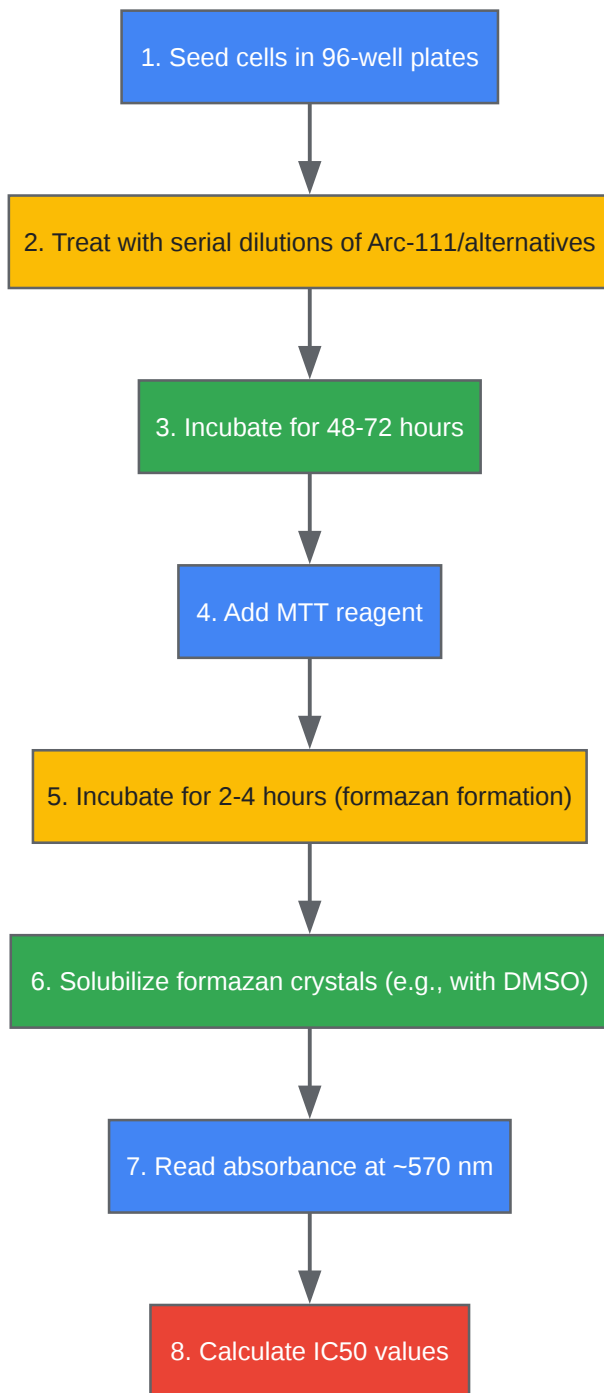 1. Seed cells in 96-well plates
2. Treat with serial dilutions of Arc-111/alternatives
3. Incubate for 48-72 hours
4. Add MTT reagent
5. Incubate for 2-4 hours (formazan formation)
6. Solubilize formazan crystals (e.g., with DMSO)
7. Read absorbance at ~570 nm
8. Calculate IC50 values